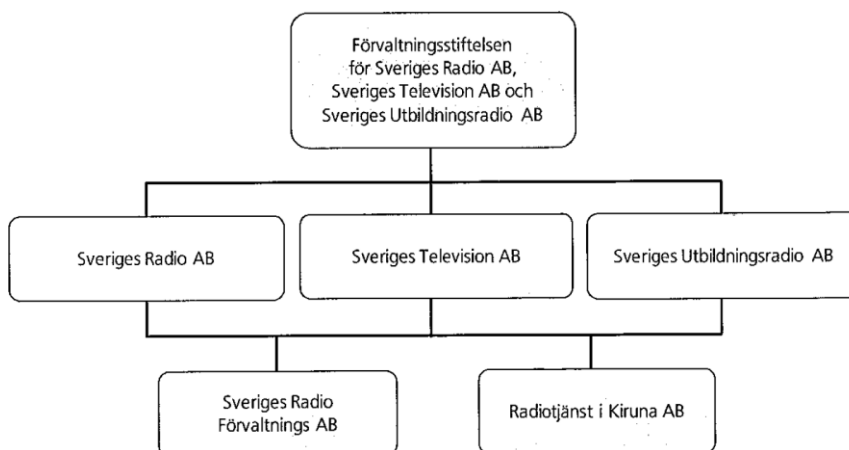 Förvaltningsstiftelsen
för Sveriges Radio AB,
Sveriges Television AB och
Sveriges Utbildningsradio AB
Sveriges Radio AB
Sveriges Television AB
Sveriges Utbildningsradio AB
Sveriges Radio
Förvaltnings AB
Radiotjänst i Kiruna AB